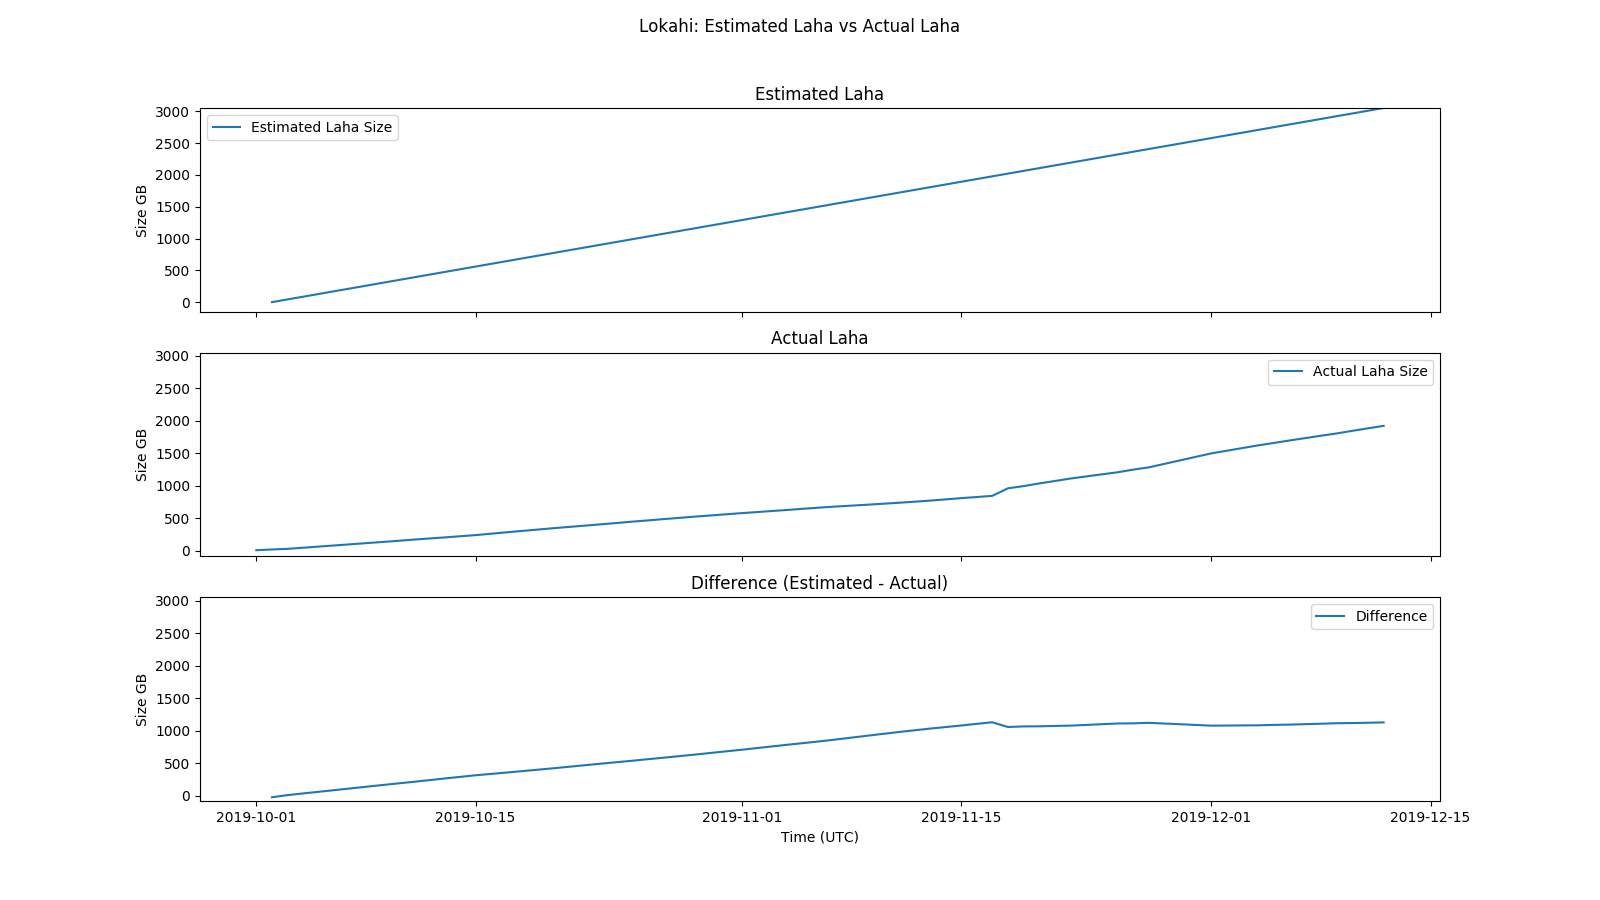 Lokahi: Estimated Laha vs Actual Laha
Estimated Laha
3000
2500
2000
1500
1000
500
0
Size GB
Estimated Laha Size
Actual Laha
3000
2500
2000
1500
1000
500
0
Size GB
Actual Laha Size
Difference (Estimated - Actual)
3000
2500
2000
1500
1000
500
0
Size GB
Difference
2019-10-01 2019-10-15 2019-11-01 2019-11-15 2019-12-01 2019-12-15
Time (UTC)